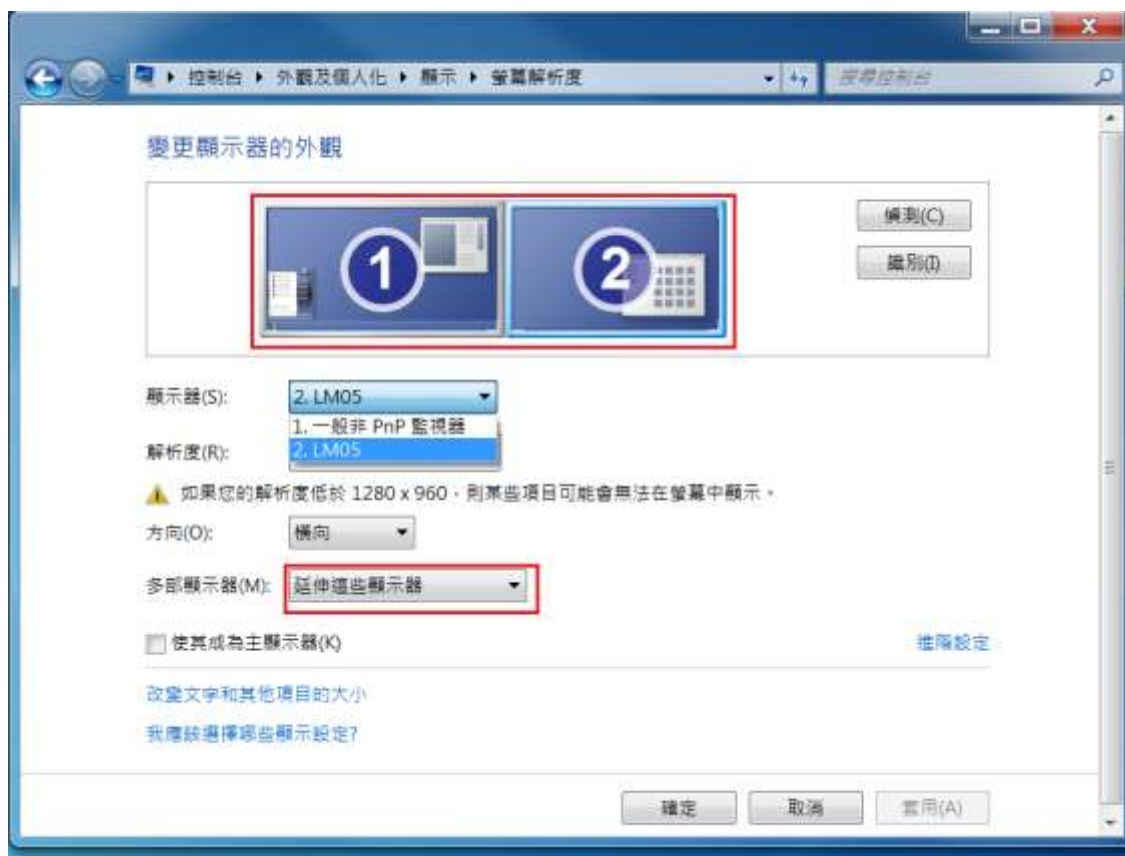 控制台 ▸ 外觀及個人化 ▸ 顯示 ▸ 螢幕解析度
搜尋控制台
變更顯示器的外觀
1
2
偵測(C)
識別(I)
顯示器(S):
2. LM05
1. 一般非 PnP 監視器
2. LM05
解析度(R):
如果您的解析度低於 1280 x 960，則某些項目可能會無法在螢幕中顯示。
方向(O):
橫向
多部顯示器(M):
延伸這些顯示器
使其成為主顯示器(K)
進階設定
改變文字和其他項目的大小
我應該選擇哪些顯示設定?
確定
取消
套用(A)